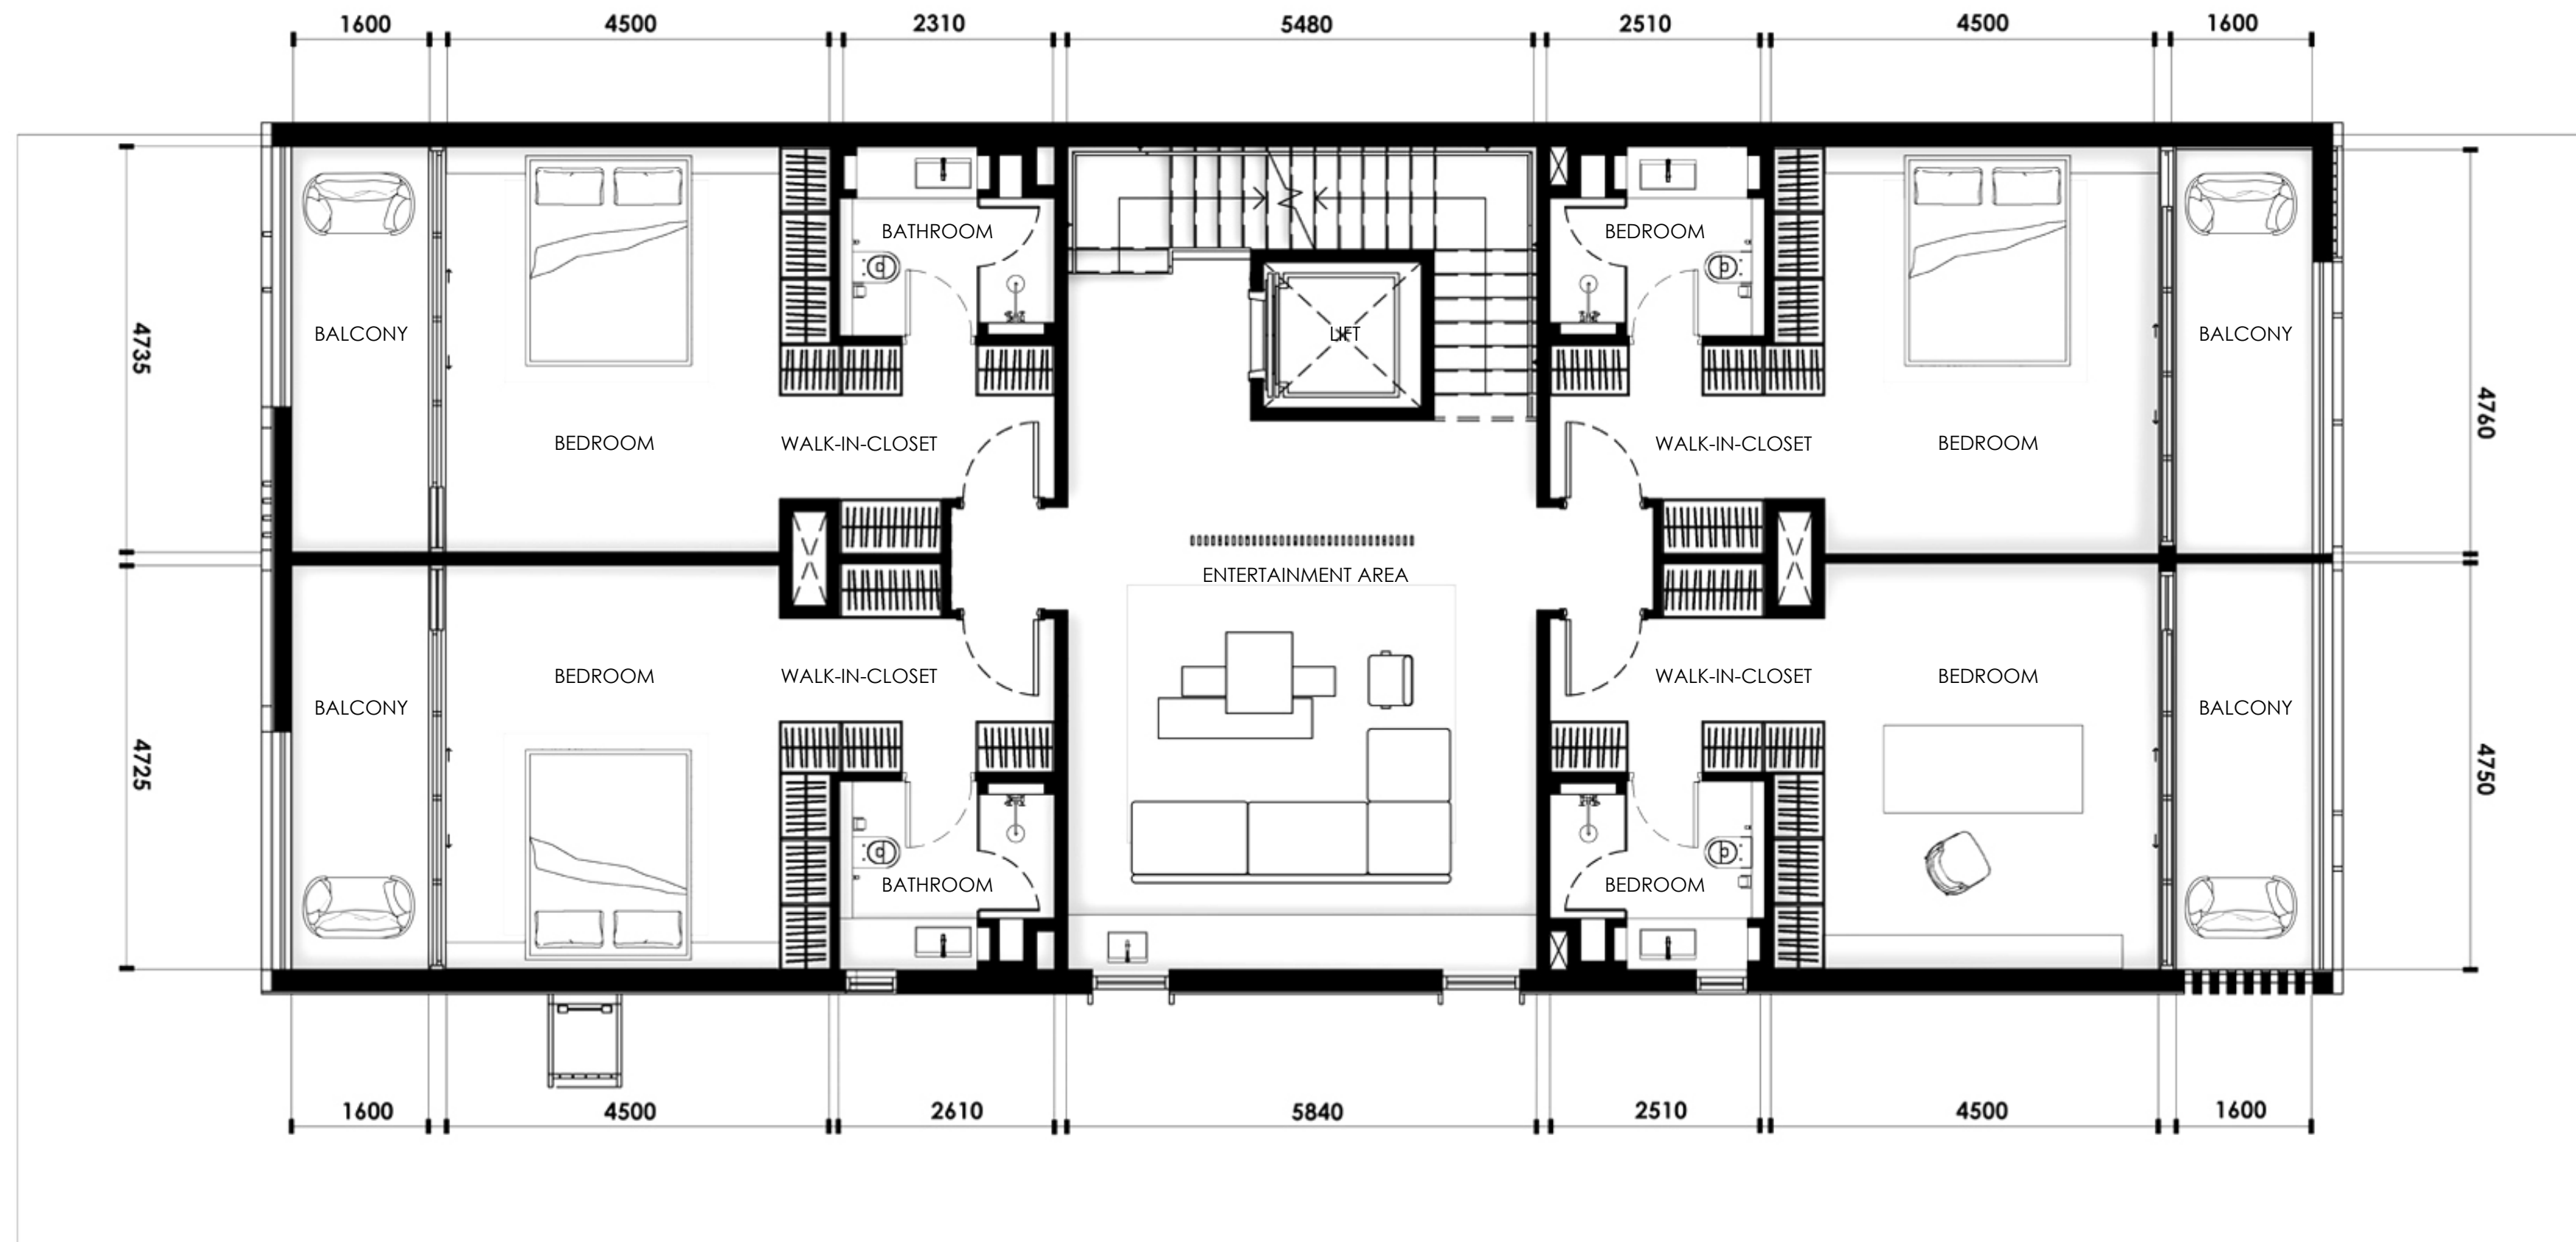 1600 4500 2310 5480 2510 4500 1600
BATHROOM BEDROOM
BALCONY LIFT BALCONY
4735 4760
BEDROOM WALK-IN-CLOSET WALK-IN-CLOSET BEDROOM
ENTERTAINMENT AREA
BEDROOM WALK-IN-CLOSET WALK-IN-CLOSET BEDROOM
BALCONY BALCONY
4725 4750
BATHROOM BEDROOM
1600 4500 2610 5840 2510 4500 1600